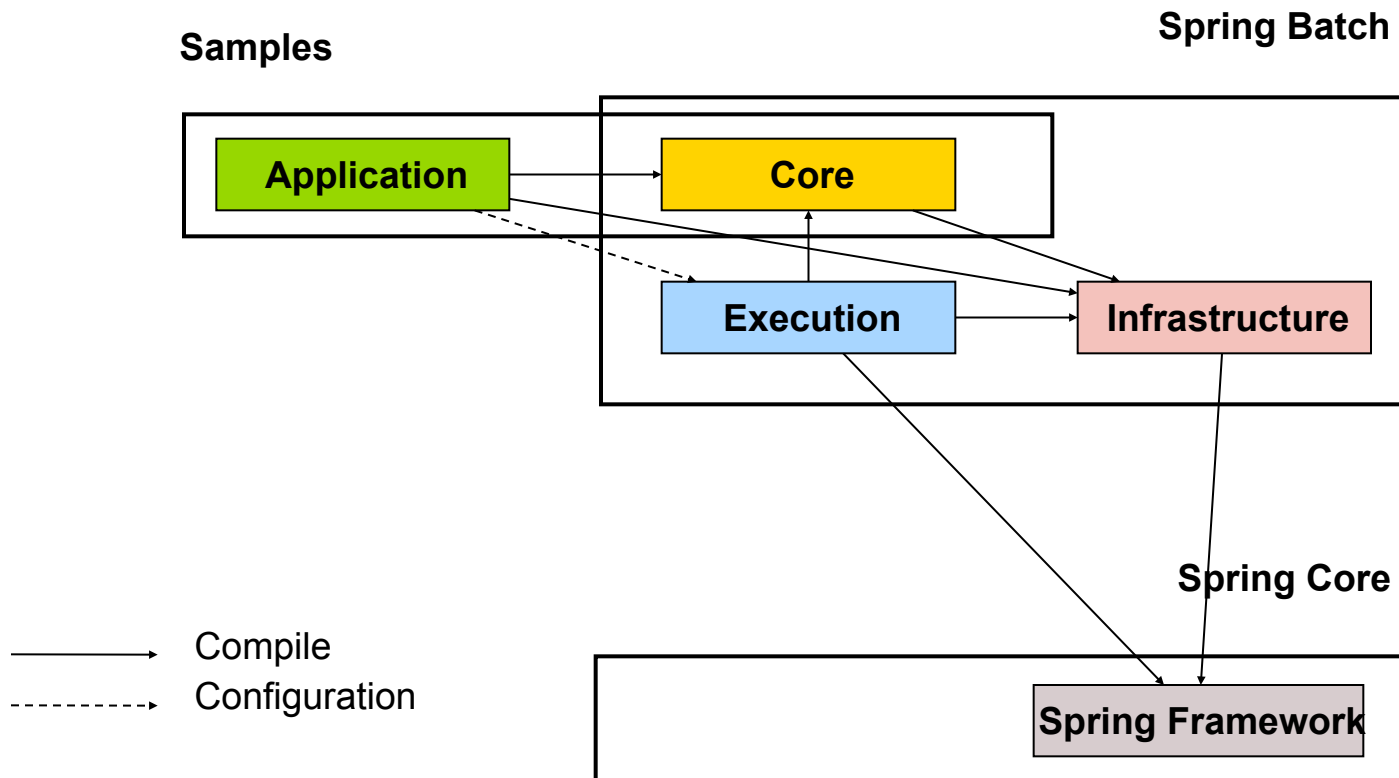 Spring Batch
Samples
Application
Core
Execution
Infrastructure
Spring Core
Compile
Configuration
Spring Framework